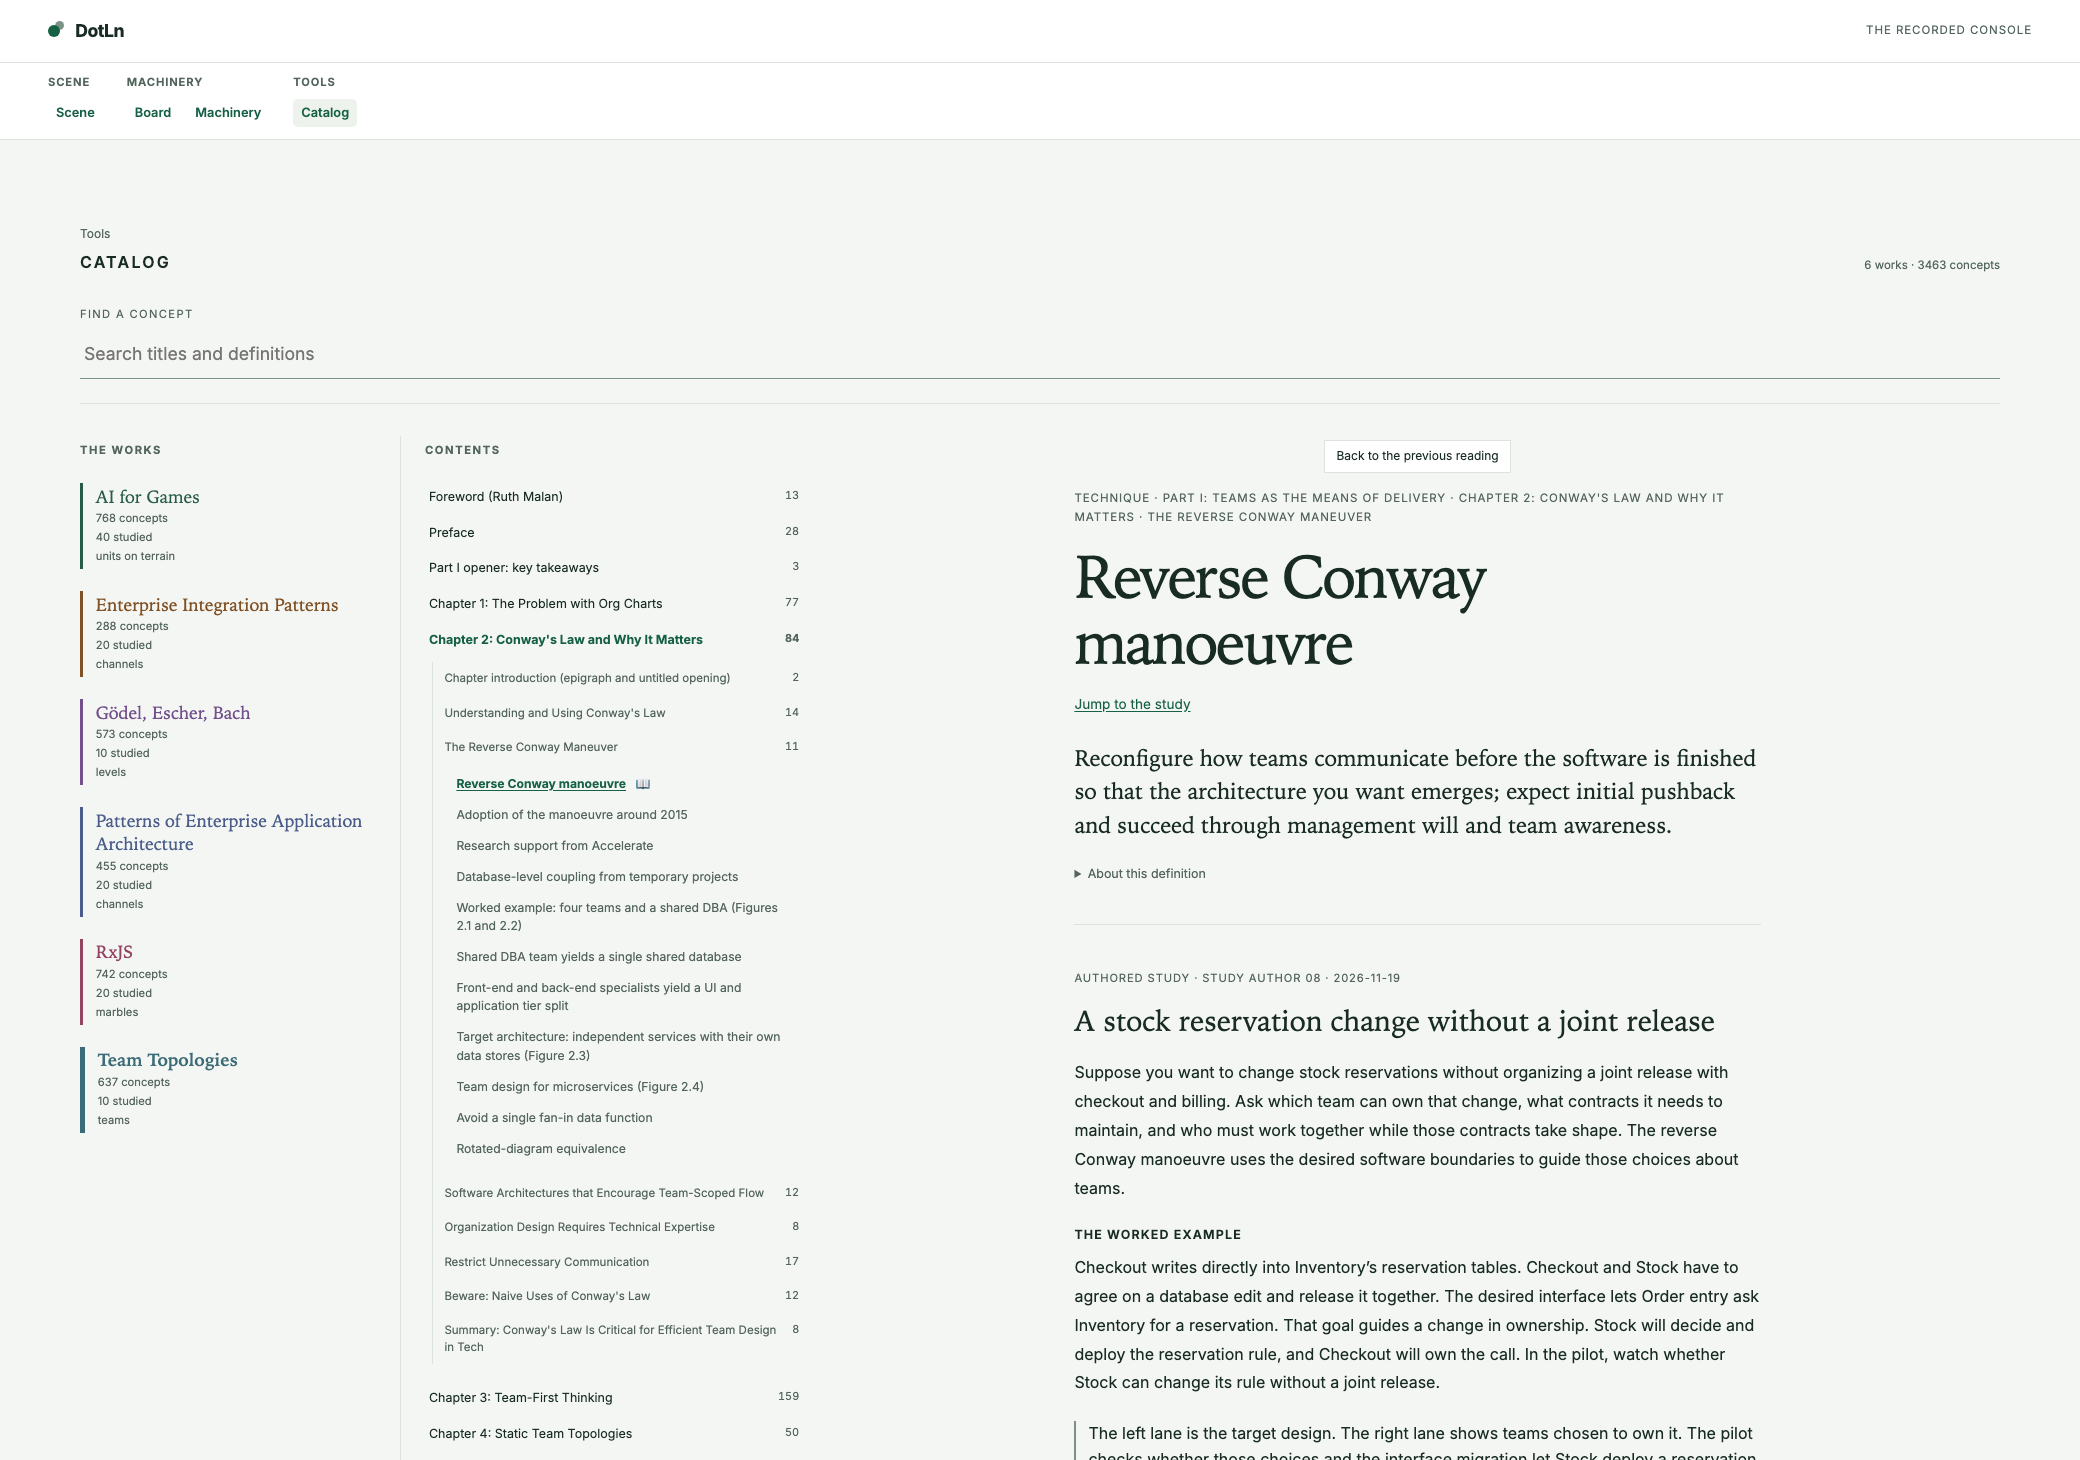 DotLn
THE RECORDED CONSOLE
SCENE
MACHINERY
TOOLS
Scene
Board
Machinery
Catalog
Tools
CATALOG
6 works · 3463 concepts
FIND A CONCEPT
Search titles and definitions
THE WORKS
AI for Games
768 concepts
40 studied
units on terrain
Enterprise Integration Patterns
288 concepts
20 studied
channels
Gödel, Escher, Bach
573 concepts
10 studied
levels
Patterns of Enterprise Application
Architecture
455 concepts
20 studied
channels
RxJS
742 concepts
20 studied
marbles
Team Topologies
637 concepts
10 studied
teams
CONTENTS
Foreword (Ruth Malan) 13
Preface 28
Part I opener: key takeaways 3
Chapter 1: The Problem with Org Charts 77
Chapter 2: Conway's Law and Why It Matters 84
Chapter introduction (epigraph and untitled opening) 2
Understanding and Using Conway's Law 14
The Reverse Conway Maneuver 11
Reverse Conway manoeuvre
Adoption of the manoeuvre around 2015
Research support from Accelerate
Database-level coupling from temporary projects
Worked example: four teams and a shared DBA (Figures
2.1 and 2.2)
Shared DBA team yields a single shared database
Front-end and back-end specialists yield a UI and
application tier split
Target architecture: independent services with their own
data stores (Figure 2.3)
Team design for microservices (Figure 2.4)
Avoid a single fan-in data function
Rotated-diagram equivalence
Software Architectures that Encourage Team-Scoped Flow 12
Organization Design Requires Technical Expertise 8
Restrict Unnecessary Communication 17
Beware: Naive Uses of Conway's Law 12
Summary: Conway's Law Is Critical for Efficient Team Design 8
in Tech
Chapter 3: Team-First Thinking 159
Chapter 4: Static Team Topologies 50
Back to the previous reading
TECHNIQUE · PART I: TEAMS AS THE MEANS OF DELIVERY · CHAPTER 2: CONWAY'S LAW AND WHY IT
MATTERS · THE REVERSE CONWAY MANEUVER
Reverse Conway
manoeuvre
Jump to the study
Reconfigure how teams communicate before the software is finished
so that the architecture you want emerges; expect initial pushback
and succeed through management will and team awareness.
About this definition
AUTHORED STUDY · STUDY AUTHOR 08 · 2026-11-19
A stock reservation change without a joint release
Suppose you want to change stock reservations without organizing a joint release with
checkout and billing. Ask which team can own that change, what contracts it needs to
maintain, and who must work together while those contracts take shape. The reverse
Conway manoeuvre uses the desired software boundaries to guide those choices about
teams.
THE WORKED EXAMPLE
Checkout writes directly into Inventory’s reservation tables. Checkout and Stock have to
agree on a database edit and release it together. The desired interface lets Order entry ask
Inventory for a reservation. That goal guides a change in ownership. Stock will decide and
deploy the reservation rule, and Checkout will own the call. In the pilot, watch whether
Stock can change its rule without a joint release.
The left lane is the target design. The right lane shows teams chosen to own it. The pilot
checks whether those choices and the interface migration let Stock deploy a reservation